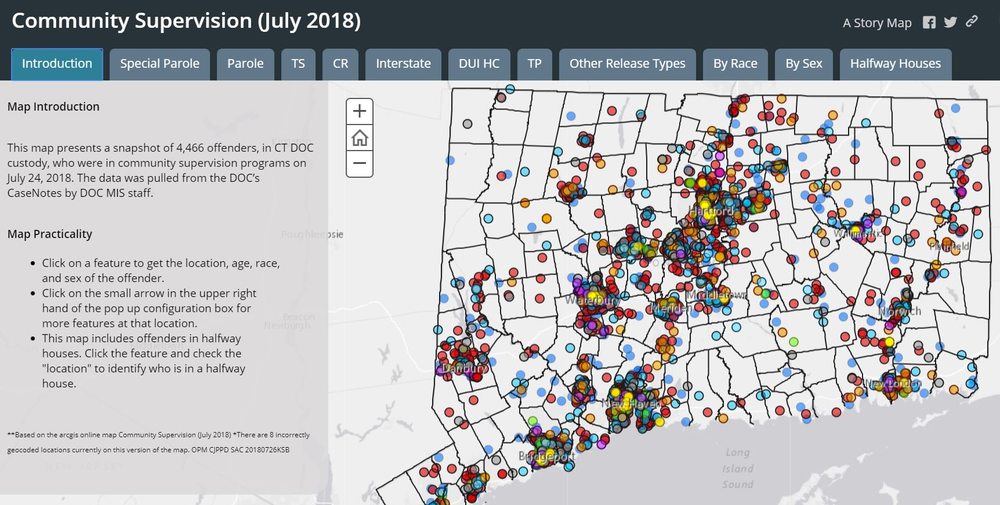 Community Supervision (July 2018)
A Story Map
Introduction
Special Parole
Parole
TS
CR
Interstate
DUI HC
TP
Other Release Types
By Race
By Sex
Halfway Houses
Map Introduction
This map presents a snapshot of 4,466 offenders, in CT DOC
custody, who were in community supervision programs on
July 24, 2018. The data was pulled from the DOC’s
CaseNotes by DOC MIS staff.
Map Practicality
• Click on a feature to get the location, age, race,
and sex of the offender.
• Click on the small arrow in the upper right
hand of the pop up configuration box for
more features at that location.
• This map includes offenders in halfway
houses. Click the feature and check the
"location" to identify who is in a halfway
house.
**Based on the arcgis online map Community Supervision (July 2018) *There are 8 incorrectly
geocoded locations currently on this version of the map. OPM CJPPD SAC 20180726KSB
Kingston
Poughkeepsie
Beacon
Newburgh
Middletown
NEW JERSEY
+
−
Hartford
Willimantic
Plainfield
Waterbury
Middletown
Meriden
Norwich
Danbury
New London
New Haven
Bridgeport
Long
Island
Sound